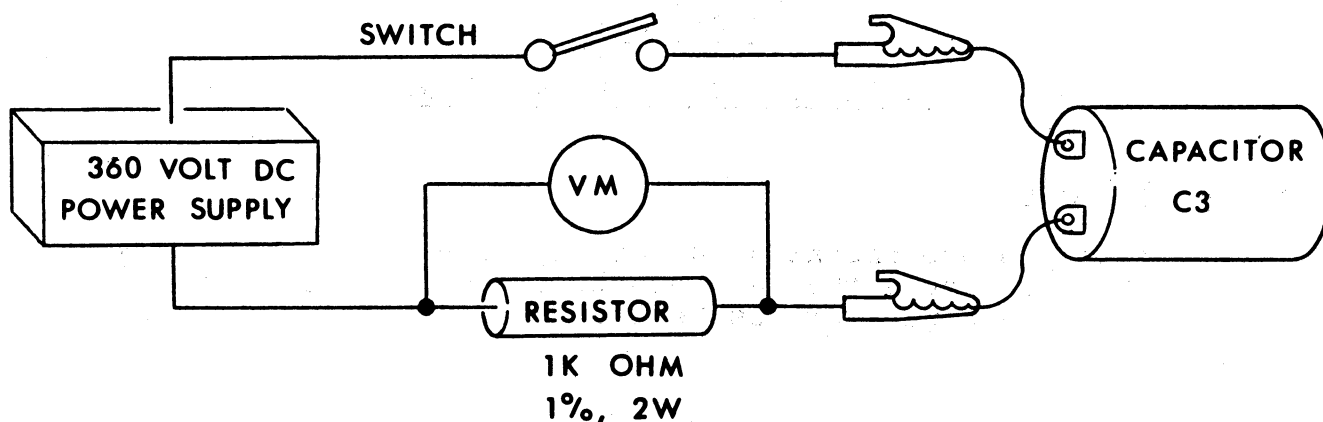 SWITCH
360 VOLT DC
POWER SUPPLY
VM
CAPACITOR
C3
RESISTOR
1K OHM
1%, 2W